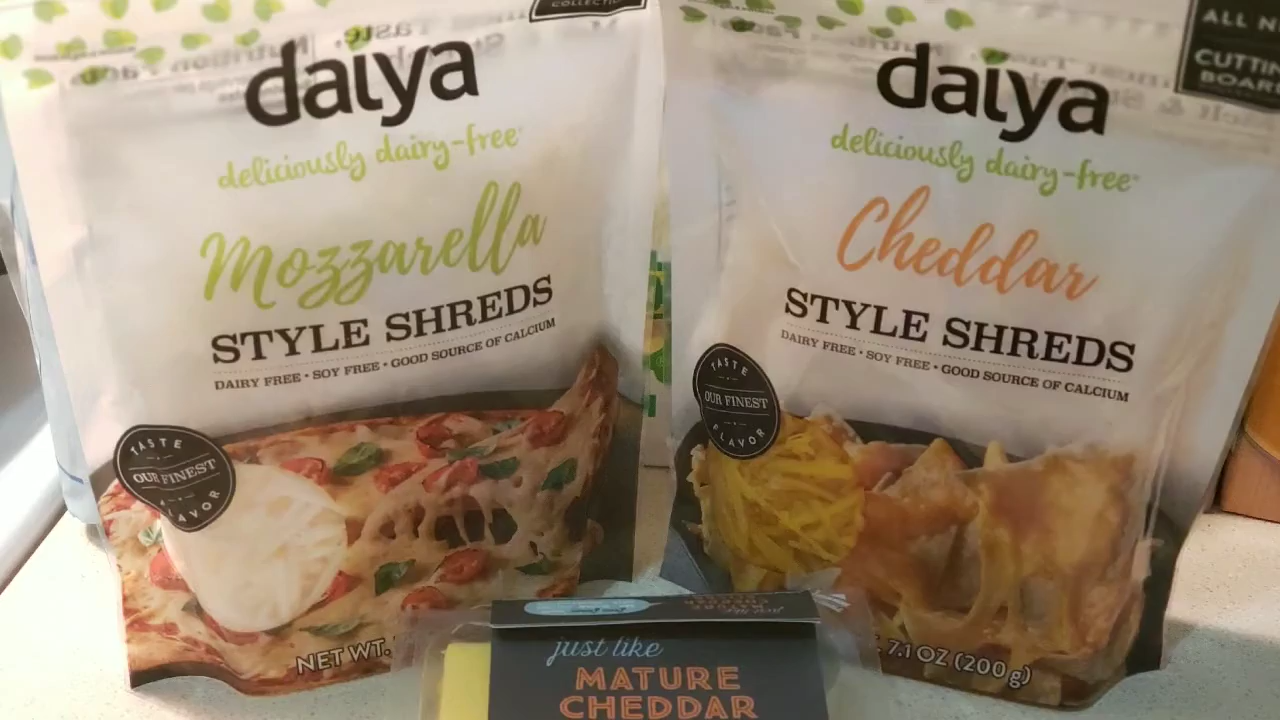 COLLECTION
daiya
deliciously dairy-free
Mozzarella
STYLE SHREDS
DAIRY FREE • SOY FREE • GOOD SOURCE OF CALCIUM
TASTE
OUR FINEST
FLAVOR
NET WT.
ALL N
CUTTIN
BOAR
daiya
deliciously dairy-free
Cheddar
STYLE SHREDS
DAIRY FREE • SOY FREE • GOOD SOURCE OF CALCIUM
TASTE
OUR FINEST
FLAVOR
7.1 OZ (200 g)
just like
MATURE
CHEDDAR